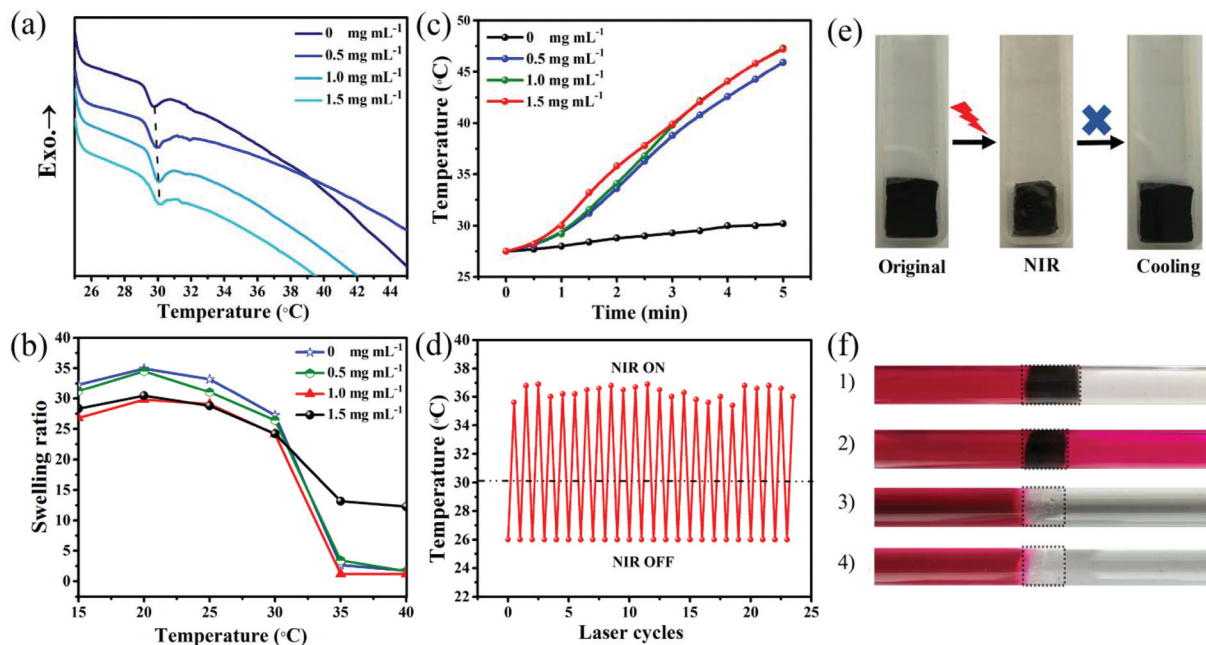 (a)
0 mg mL⁻¹
0.5 mg mL⁻¹
1.0 mg mL⁻¹
1.5 mg mL⁻¹
Exo.→
26 28 30 32 34 36 38 40 42 44
Temperature (°C)
(b)
0 mg mL⁻¹
0.5 mg mL⁻¹
1.0 mg mL⁻¹
1.5 mg mL⁻¹
Swelling ratio
40
35
30
25
20
15
10
5
0
15 20 25 30 35 40
Temperature (°C)
(c)
0 mg mL⁻¹
0.5 mg mL⁻¹
1.0 mg mL⁻¹
1.5 mg mL⁻¹
Temperature (°C)
50
45
40
35
30
25
0 1 2 3 4 5
Time (min)
(d)
NIR ON
NIR OFF
Temperature (°C)
40
38
36
34
32
30
28
26
24
22
0 5 10 15 20 25
Laser cycles
(e)
Original
NIR
Cooling
(f)
1)
2)
3)
4)